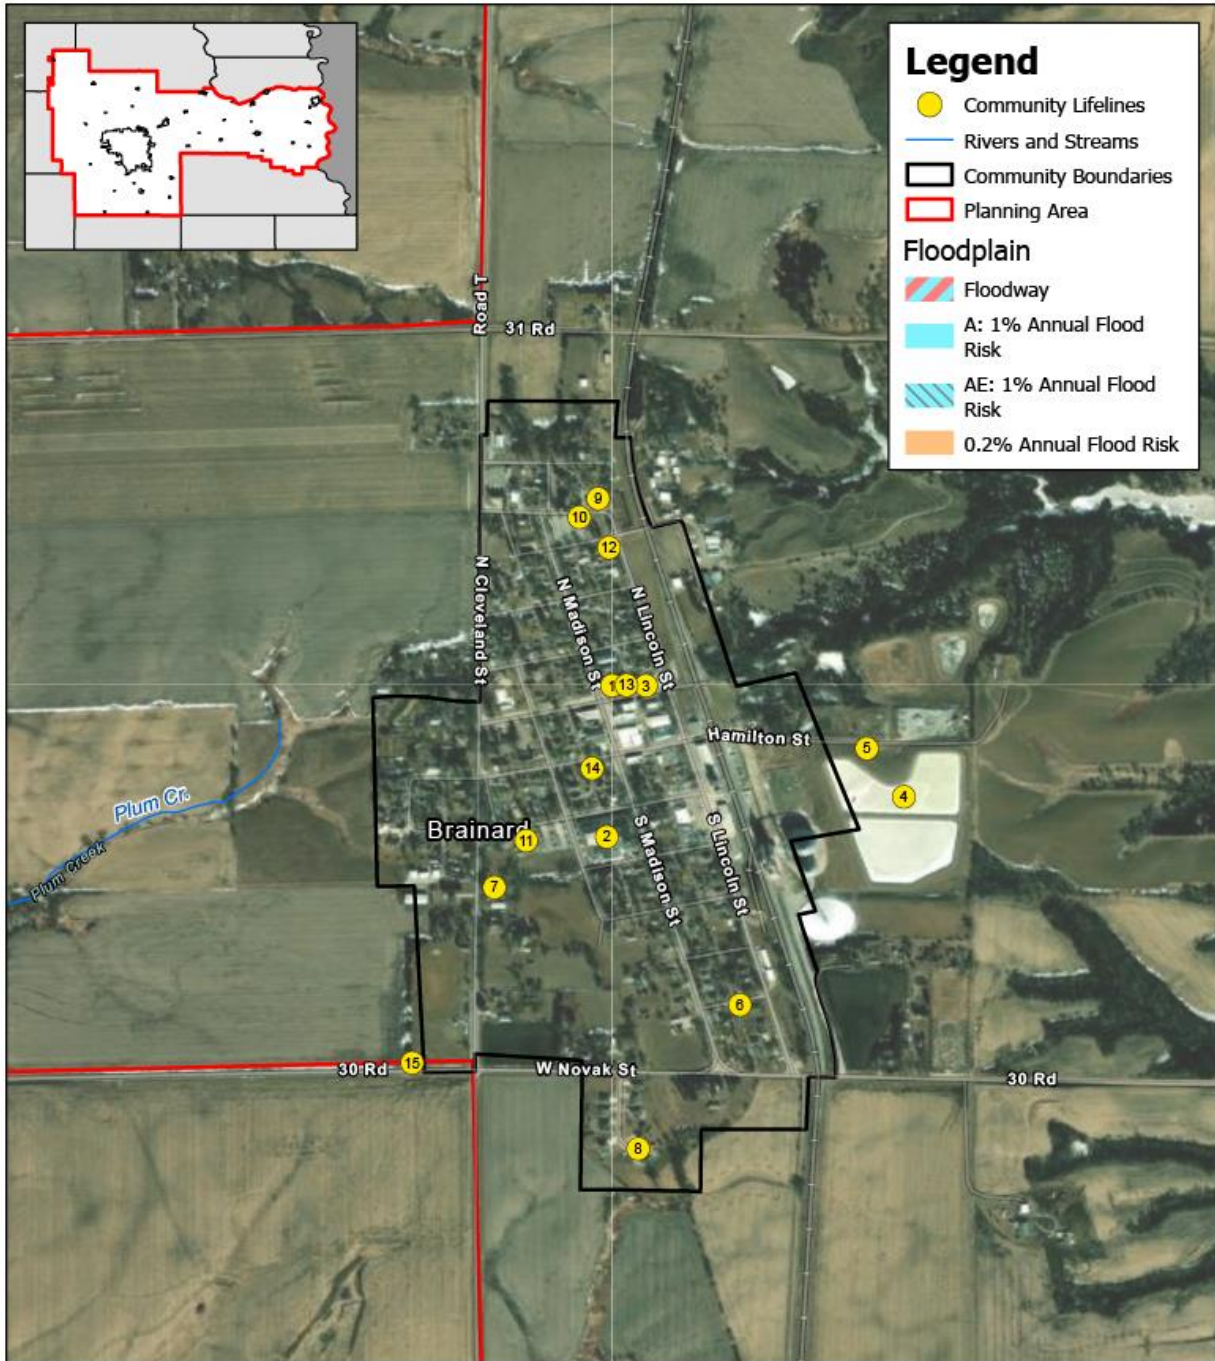 Legend
Community Lifelines
Rivers and Streams
Community Boundaries
Planning Area
Floodplain
Floodway
A: 1% Annual Flood
Risk
AE: 1% Annual Flood
Risk
0.2% Annual Flood Risk
Road T
31 Rd
9
10
12
N Cleveland St
N Madison St
N Lincoln St
1
13
3
Hamilton St
5
14
4
Plum Cr.
Plum Creek
Brainard
11
2
S Madison St
S Lincoln St
7
6
15
30 Rd
W Novak St
30 Rd
8